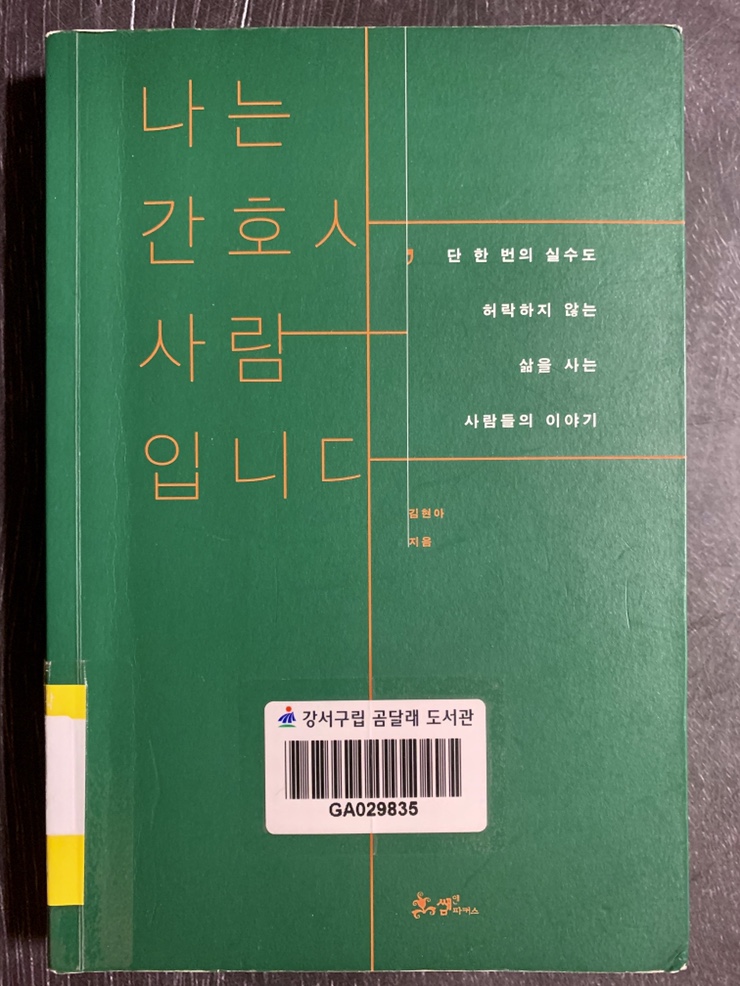 나는
간호사,
사람
입니다
단 한 번의 실수도
허락하지 않는
삶을 사는
사람들의 이야기
김현아
지음
강서구립 곰달래 도서관
GA029835
쌤앤
파커스